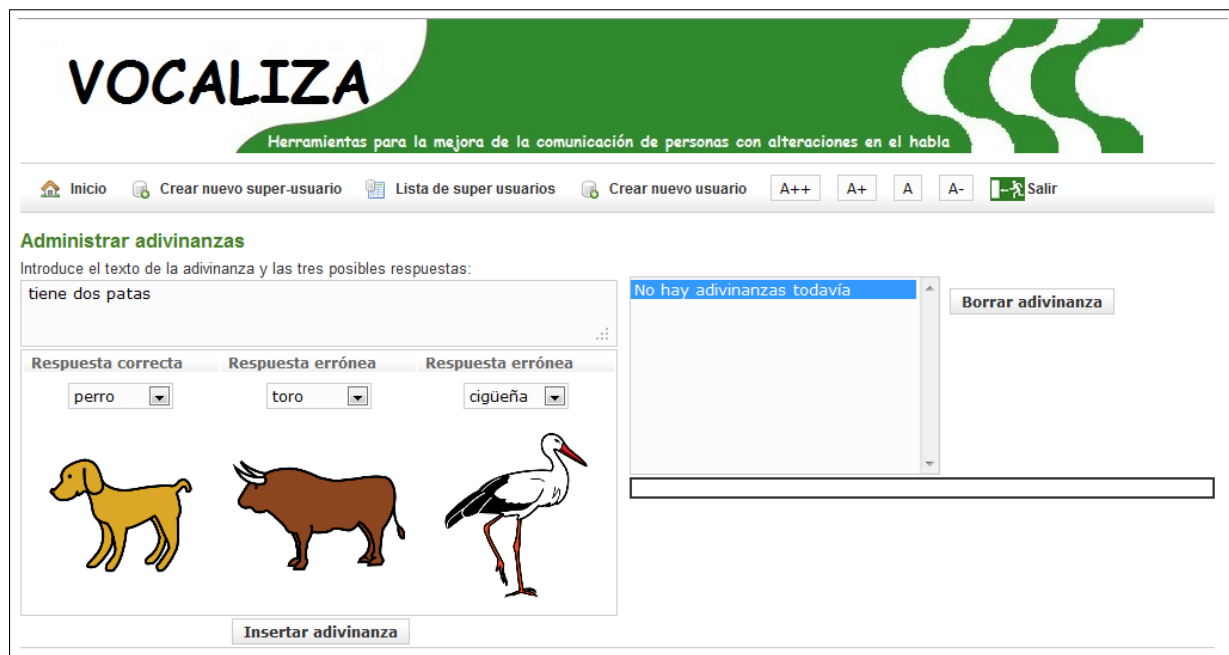 VOCALIZA
Herramientas para la mejora de la comunicación de personas con alteraciones en el habla
Inicio Crear nuevo super-usuario Lista de super usuarios Crear nuevo usuario A++ A+ A A- Salir
Administrar adivinanzas
Introduce el texto de la adivinanza y las tres posibles respuestas:
tiene dos patas
No hay adivinanzas todavía
Borrar adivinanza
Respuesta correcta Respuesta errónea Respuesta errónea
perro toro cigüeña
Insertar adivinanza